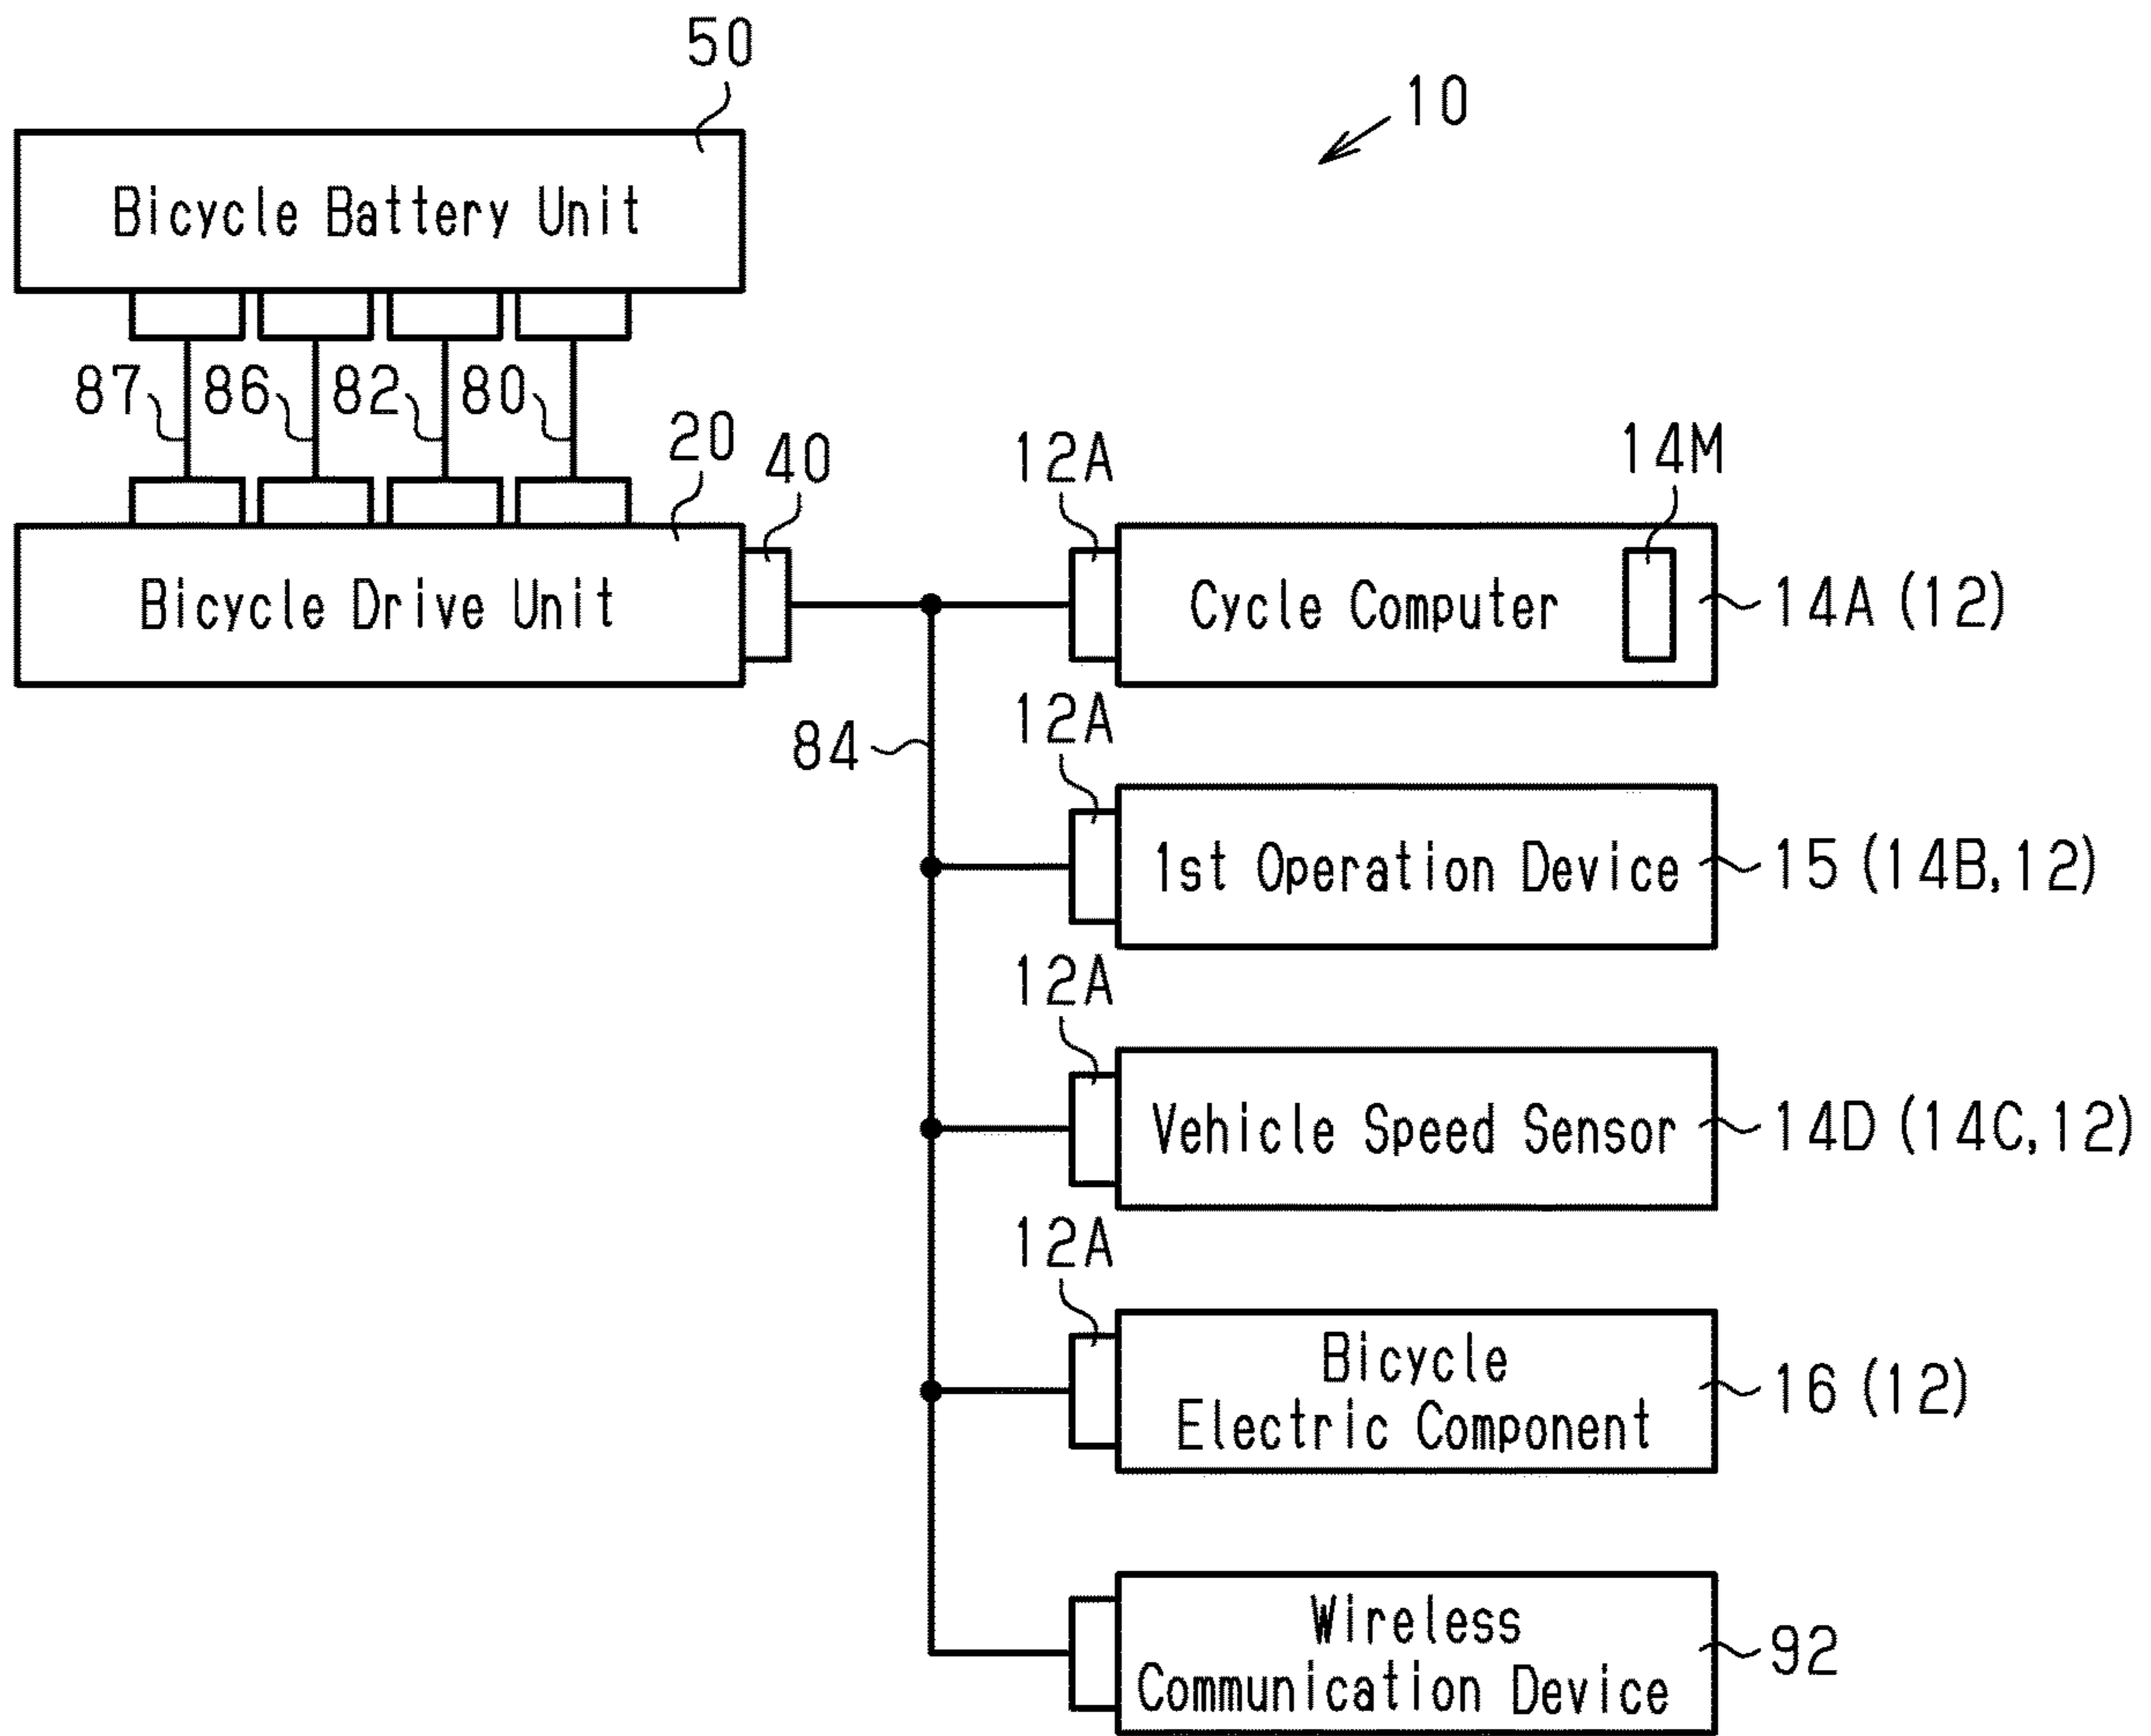 50
10
Bicycle Battery Unit
87 86 82 80
20
40
12A
14M
Bicycle Drive Unit
Cycle Computer
14A (12)
84
12A
1st Operation Device
15 (14B, 12)
12A
Vehicle Speed Sensor
14D (14C, 12)
12A
Bicycle
Electric Component
16 (12)
Wireless
Communication Device
92